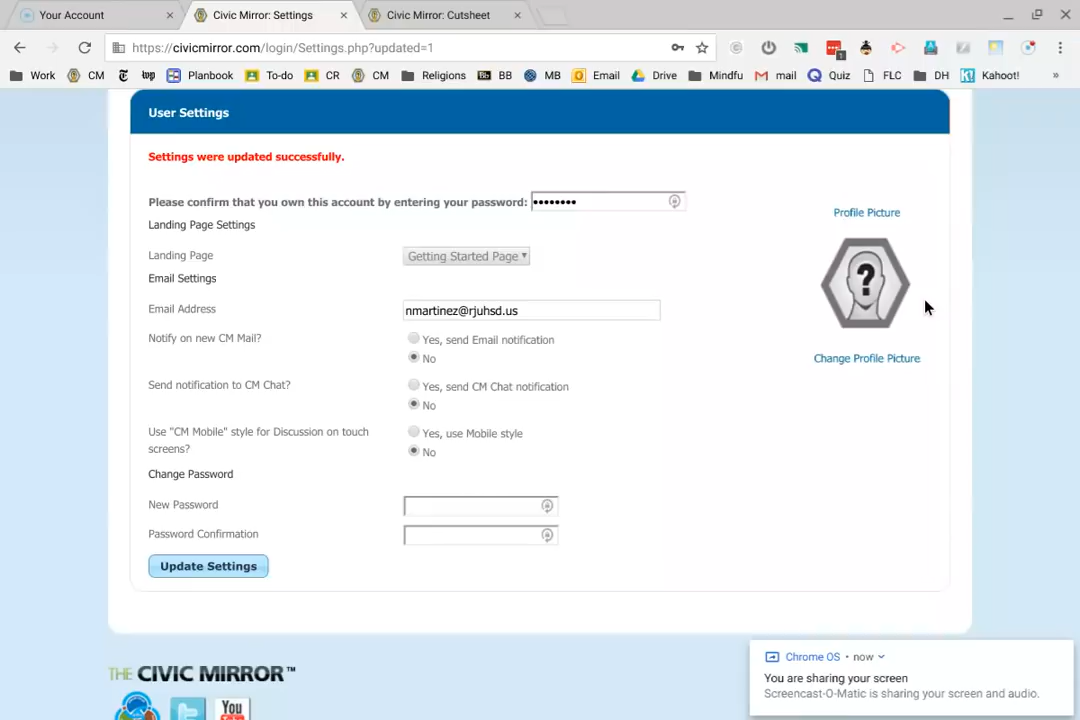 Your Account
Civic Mirror: Settings
Civic Mirror: Cutsheet
https://civicmirror.com/login/Settings.php?updated=1
Work CM wp Planbook To-do CR CM Religions BB MB Email Drive Mindfu mail Quiz FLC DH Kahoot! »
User Settings
Settings were updated successfully.
Please confirm that you own this account by entering your password: ••••••••
Profile Picture
Landing Page Settings
Landing Page Getting Started Page
Email Settings
Email Address nmartinez@rjuhsd.us
Notify on new CM Mail? Yes, send Email notification
No
Change Profile Picture
Send notification to CM Chat? Yes, send CM Chat notification
No
Use "CM Mobile" style for Discussion on touch
screens?
Yes, use Mobile style
No
Change Password
New Password
Password Confirmation
Update Settings
THE CIVIC MIRROR™
You
Chrome OS • now
You are sharing your screen
Screencast-O-Matic is sharing your screen and audio.